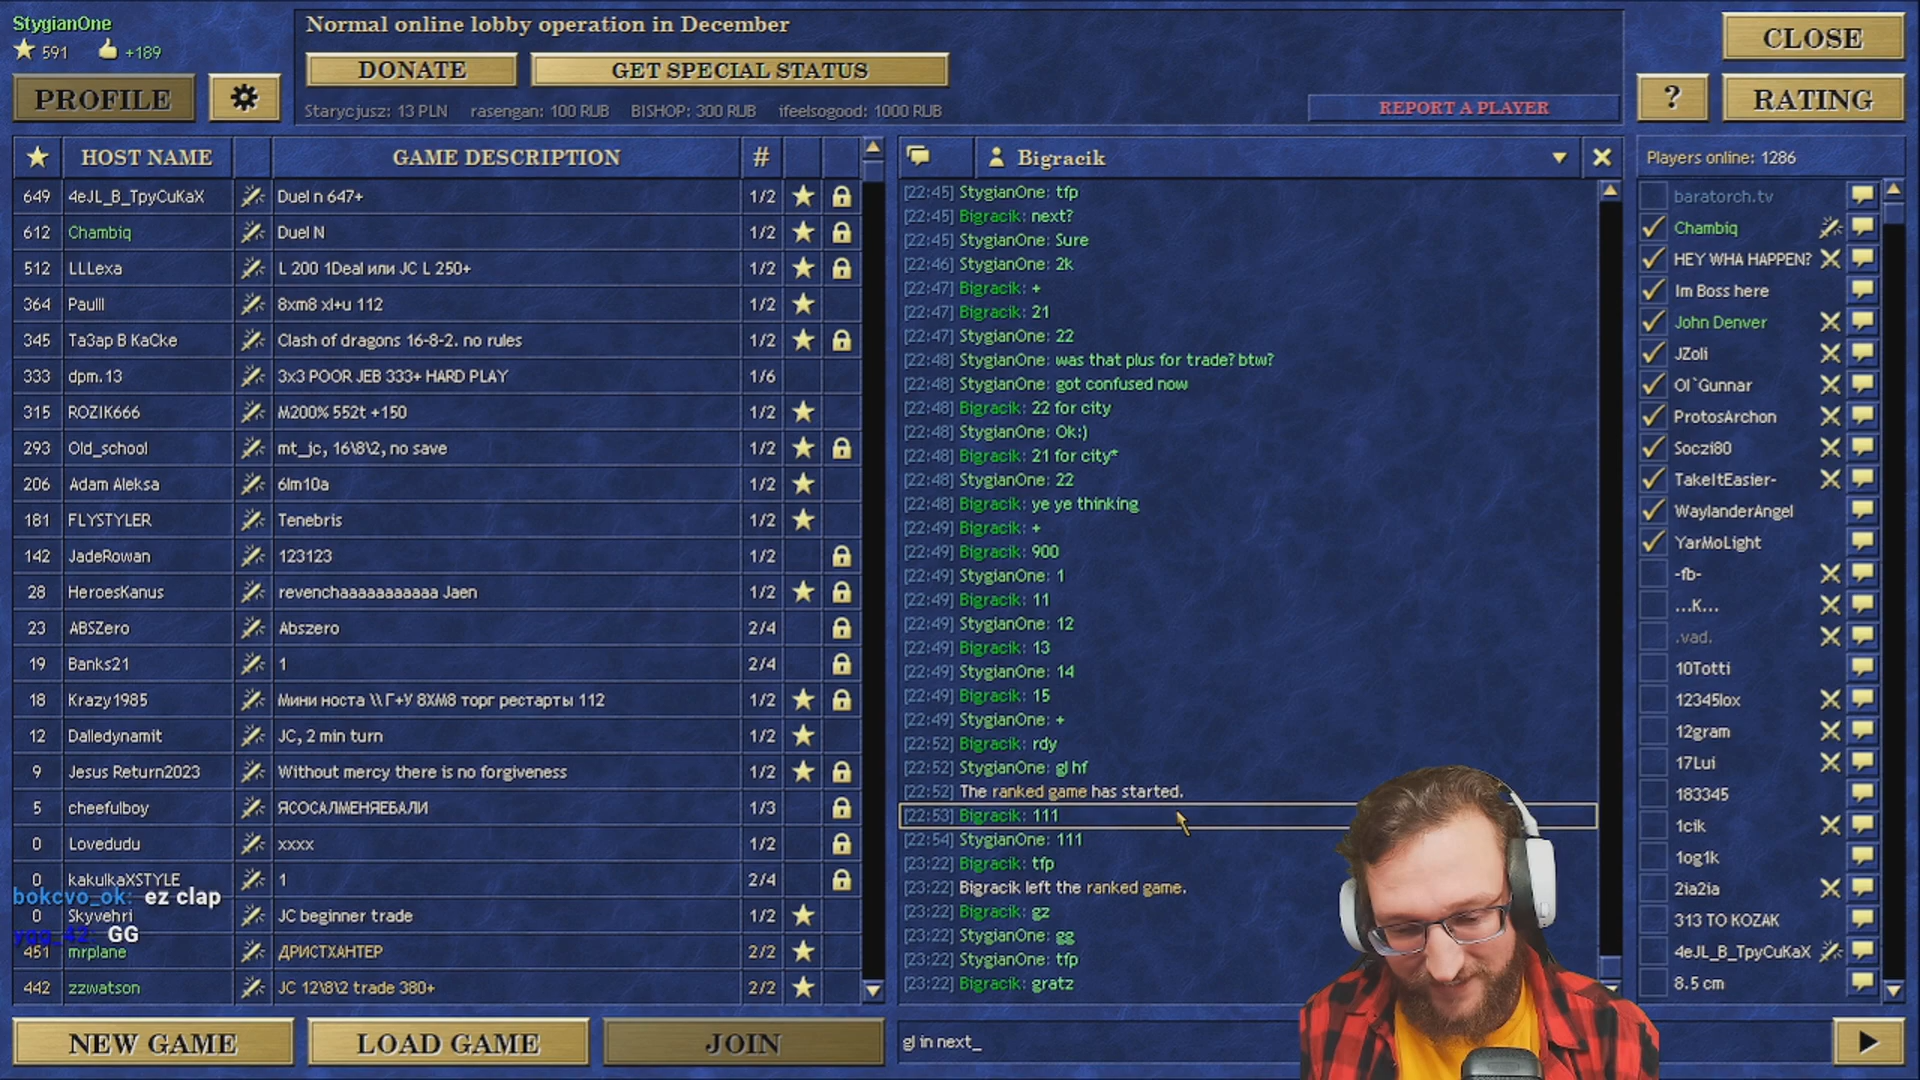 StygianOne
591 +189
PROFILE
Normal online lobby operation in December
DONATE GET SPECIAL STATUS
Starycjusz: 13 PLN rasengan: 100 RUB BISHOP: 300 RUB ifeelsogood: 1000 RUB
REPORT A PLAYER
CLOSE
? RATING
HOST NAME GAME DESCRIPTION #
649 4eJL_B_TpyCuKaX Duel n 647+ 1/2
612 Chambiq Duel N 1/2
512 LLLexa L 200 1Deal или JC L 250+ 1/2
364 Paulll 8xm8 xl+u 112 1/2
345 Ta3ap B KaCke Clash of dragons 16-8-2. no rules 1/2
333 dpm.13 3x3 POOR JEB 333+ HARD PLAY 1/6
315 ROZIK666 M200% 552t +150 1/2
293 Old_school mt_jc, 16\8\2, no save 1/2
206 Adam Aleksa 6lm10a 1/2
181 FLYSTYLER Tenebris 1/2
142 JadeRowan 123123 1/2
28 HeroesKanus revenchaaaaaaaaaaa Jaen 1/2
23 ABSZero Abszero 2/4
19 Banks21 1 2/4
18 Krazy1985 Мини носта \\ Г+У 8ХМ8 торг рестарты 112 1/2
12 Dalledynamit JC, 2 min turn 1/2
9 Jesus Return2023 Without mercy there is no forgiveness 1/2
5 cheefulboy ЯСОСАЛМЕНЯЕБАЛИ 1/3
0 Lovedudu xxxx 1/2
0 kakulkaXSTYLE 1 2/4
bokcvo_ok: ez clap
0 Skyvehri JC beginner trade 1/2
GG
451 mrplane ДРИСТХАНТЕР 2/2
442 zzwatson JC 12\8\2 trade 380+ 2/2
NEW GAME LOAD GAME JOIN
Bigracik
[22:45] StygianOne: tfp
[22:45] Bigracik: next?
[22:45] StygianOne: Sure
[22:46] StygianOne: 2k
[22:47] Bigracik: +
[22:47] Bigracik: 21
[22:47] StygianOne: 22
[22:48] StygianOne: was that plus for trade? btw?
[22:48] StygianOne: got confused now
[22:48] Bigracik: 22 for city
[22:48] StygianOne: Ok:)
[22:48] Bigracik: 21 for city*
[22:48] StygianOne: 22
[22:48] Bigracik: ye ye thinking
[22:49] Bigracik: +
[22:49] Bigracik: 900
[22:49] StygianOne: 1
[22:49] Bigracik: 11
[22:49] StygianOne: 12
[22:49] Bigracik: 13
[22:49] StygianOne: 14
[22:49] Bigracik: 15
[22:49] StygianOne: +
[22:52] Bigracik: rdy
[22:52] StygianOne: gl hf
[22:52] The ranked game has started.
[22:53] Bigracik: 111
[22:54] StygianOne: 111
[23:22] Bigracik: tfp
[23:22] Bigracik left the ranked game.
[23:22] Bigracik: gz
[23:22] StygianOne: gg
[23:22] StygianOne: tfp
[23:22] Bigracik: gratz
gl in next_
Players online: 1286
baratorch.tv
Chambiq
HEY WHA HAPPEN?
Im Boss here
John Denver
JZoli
Ol`Gunnar
ProtosArchon
Soczi80
TakeItEasier-
WaylanderAngel
YarMoLight
-fb-
...K...
.vad.
10Totti
12345lox
12gram
17Lui
183345
1cik
1og1k
2ia2ia
313 TO KOZAK
4eJL_B_TpyCuKaX
8.5 cm